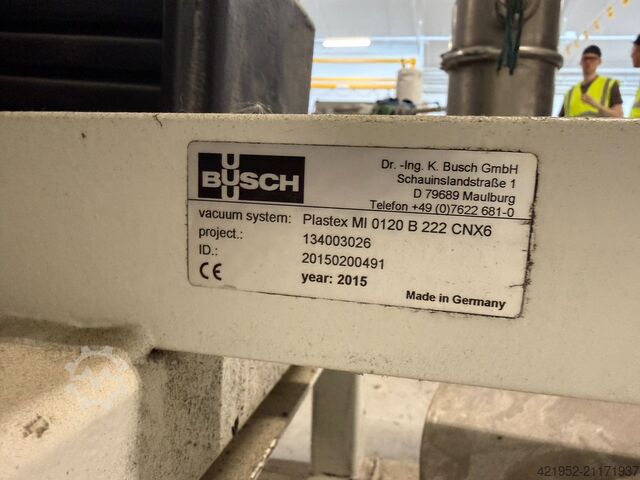 BUSCH
Dr. -Ing. K. Busch GmbH
Schauinslandstraße 1
D 79689 Maulburg
Telefon +49 (0)7622 681-0
vacuum system: Plastex MI 0120 B 222 CNX6
project.: 134003026
ID.: 20150200491
CE year: 2015
Made in Germany
421952-21171937